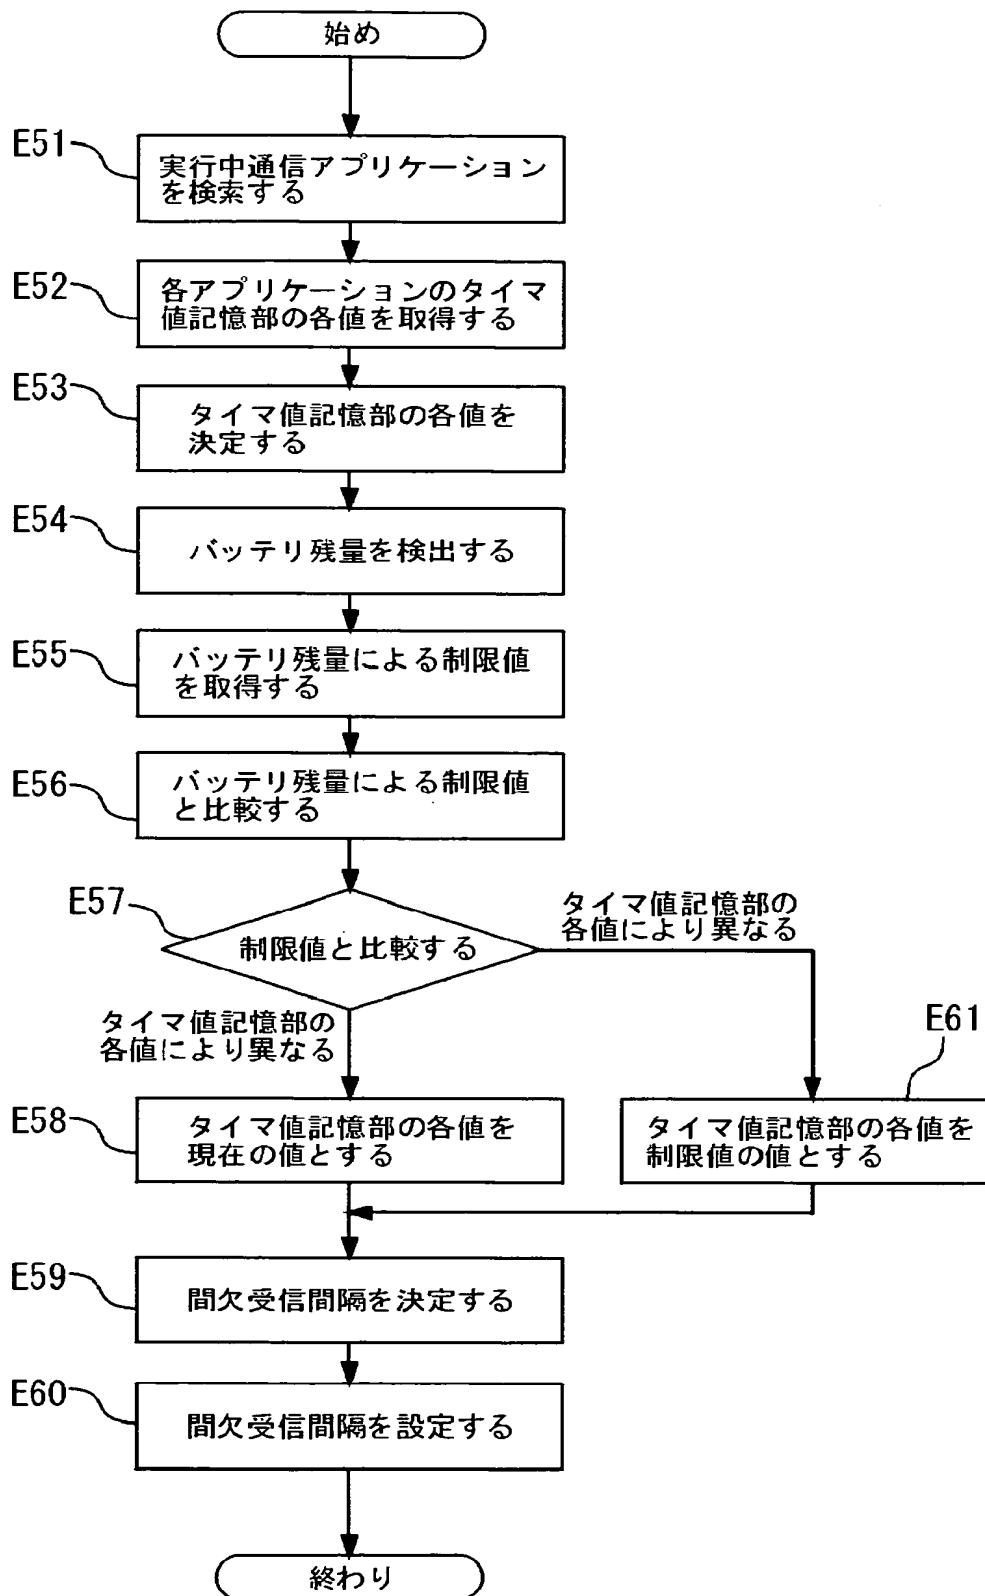 始め
E51
実行中通信アプリケーション
を検索する
E52
各アプリケーションのタイマ
値記憶部の各値を取得する
E53
タイマ値記憶部の各値を
決定する
E54
バッテリ残量を検出する
E55
バッテリ残量による制限値
を取得する
E56
バッテリ残量による制限値
と比較する
E57
制限値と比較する
タイマ値記憶部の
各値により異なる
タイマ値記憶部の
各値により異なる
E58
タイマ値記憶部の各値を
現在の値とする
E61
タイマ値記憶部の各値を
制限値の値とする
E59
間欠受信間隔を決定する
E60
間欠受信間隔を設定する
終わり